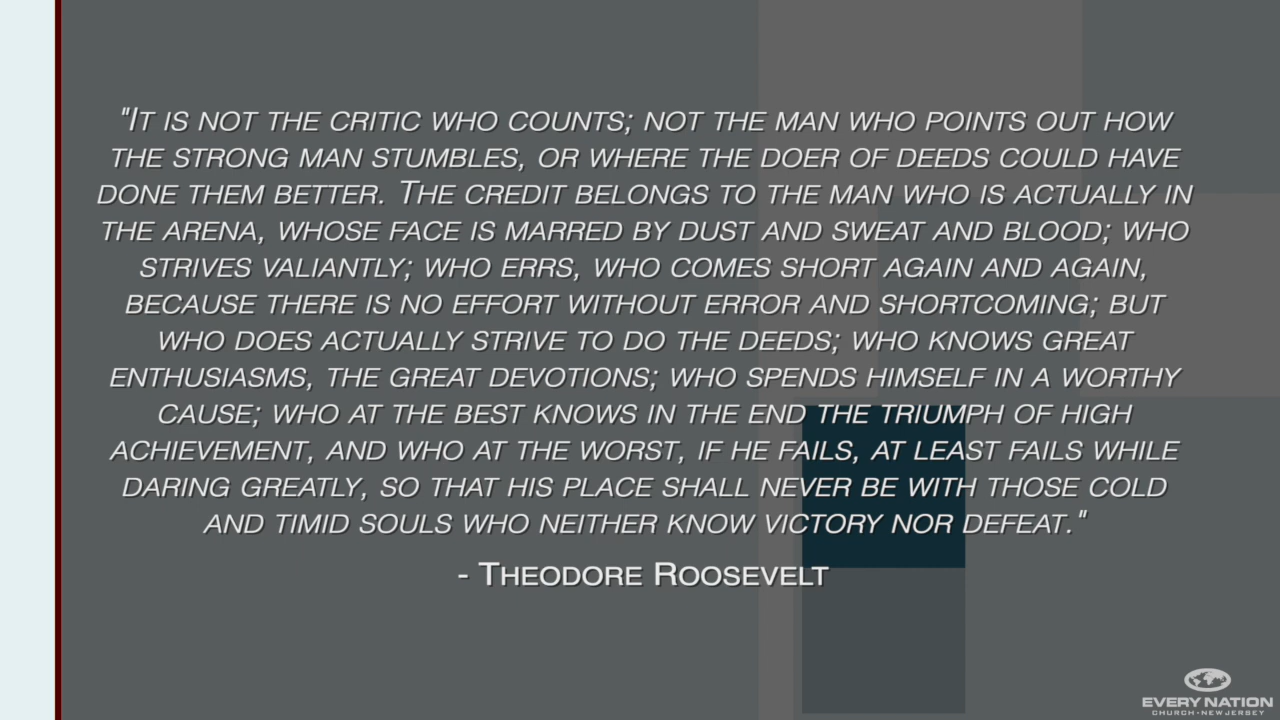 "It is not the critic who counts; not the man who points out how
the strong man stumbles, or where the doer of deeds could have
done them better. The credit belongs to the man who is actually in
the arena, whose face is marred by dust and sweat and blood; who
strives valiantly; who errs, who comes short again and again,
because there is no effort without error and shortcoming; but
who does actually strive to do the deeds; who knows great
enthusiasms, the great devotions; who spends himself in a worthy
cause; who at the best knows in the end the triumph of high
achievement, and who at the worst, if he fails, at least fails while
daring greatly, so that his place shall never be with those cold
and timid souls who neither know victory nor defeat."
- Theodore Roosevelt
EVERY NATION
CHURCH • NEW JERSEY